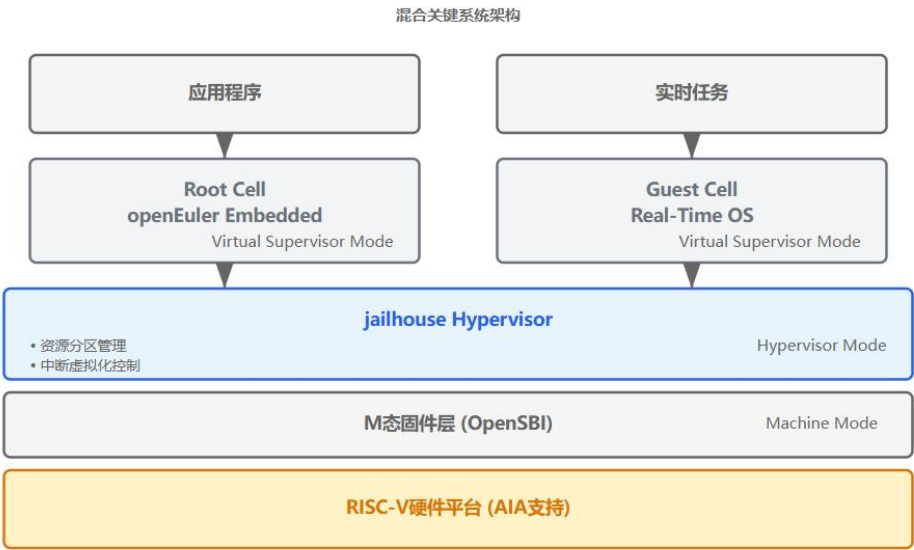 混合关键系统架构
应用程序
实时任务
Root Cell
openEuler Embedded
Virtual Supervisor Mode
Guest Cell
Real-Time OS
Virtual Supervisor Mode
jailhouse Hypervisor
• 资源分区管理
• 中断虚拟化控制
Hypervisor Mode
M态固件层 (OpenSBI)
Machine Mode
RISC-V硬件平台 (AIA支持)